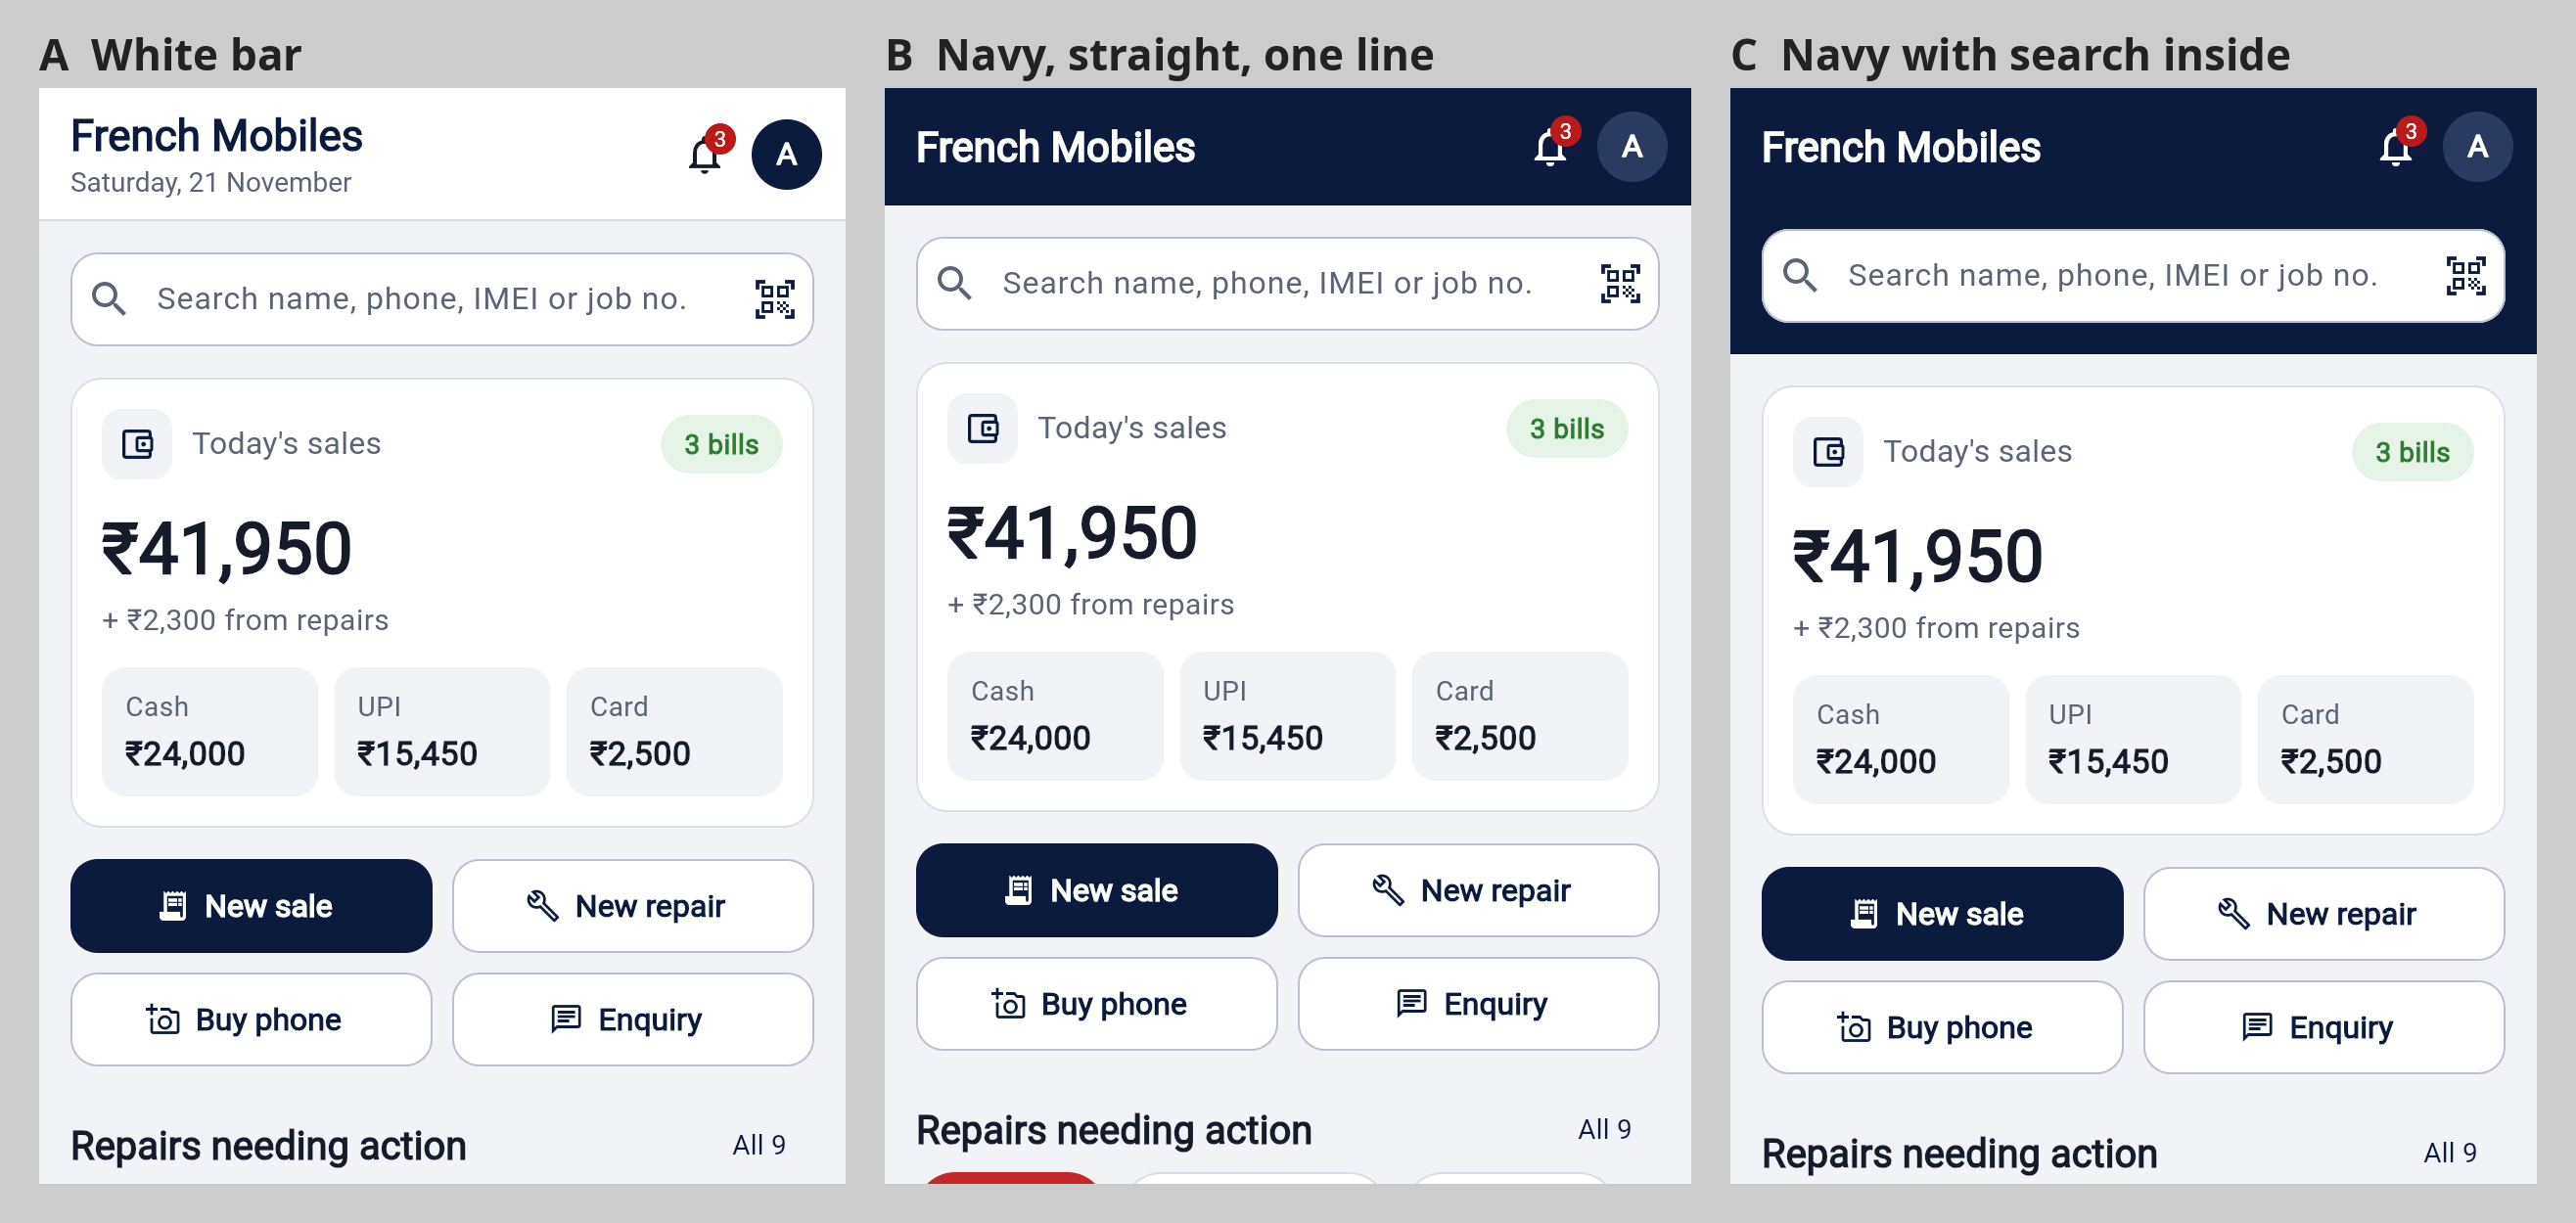 A White bar
French Mobiles
3
A
Saturday, 21 November
Search name, phone, IMEI or job no.
Today's sales
3 bills
₹41,950
+ ₹2,300 from repairs
Cash
₹24,000
UPI
₹15,450
Card
₹2,500
New sale
New repair
Buy phone
Enquiry
Repairs needing action
All 9
B Navy, straight, one line
French Mobiles
3
A
Search name, phone, IMEI or job no.
Today's sales
3 bills
₹41,950
+ ₹2,300 from repairs
Cash
₹24,000
UPI
₹15,450
Card
₹2,500
New sale
New repair
Buy phone
Enquiry
Repairs needing action
All 9
C Navy with search inside
French Mobiles
3
A
Search name, phone, IMEI or job no.
Today's sales
3 bills
₹41,950
+ ₹2,300 from repairs
Cash
₹24,000
UPI
₹15,450
Card
₹2,500
New sale
New repair
Buy phone
Enquiry
Repairs needing action
All 9